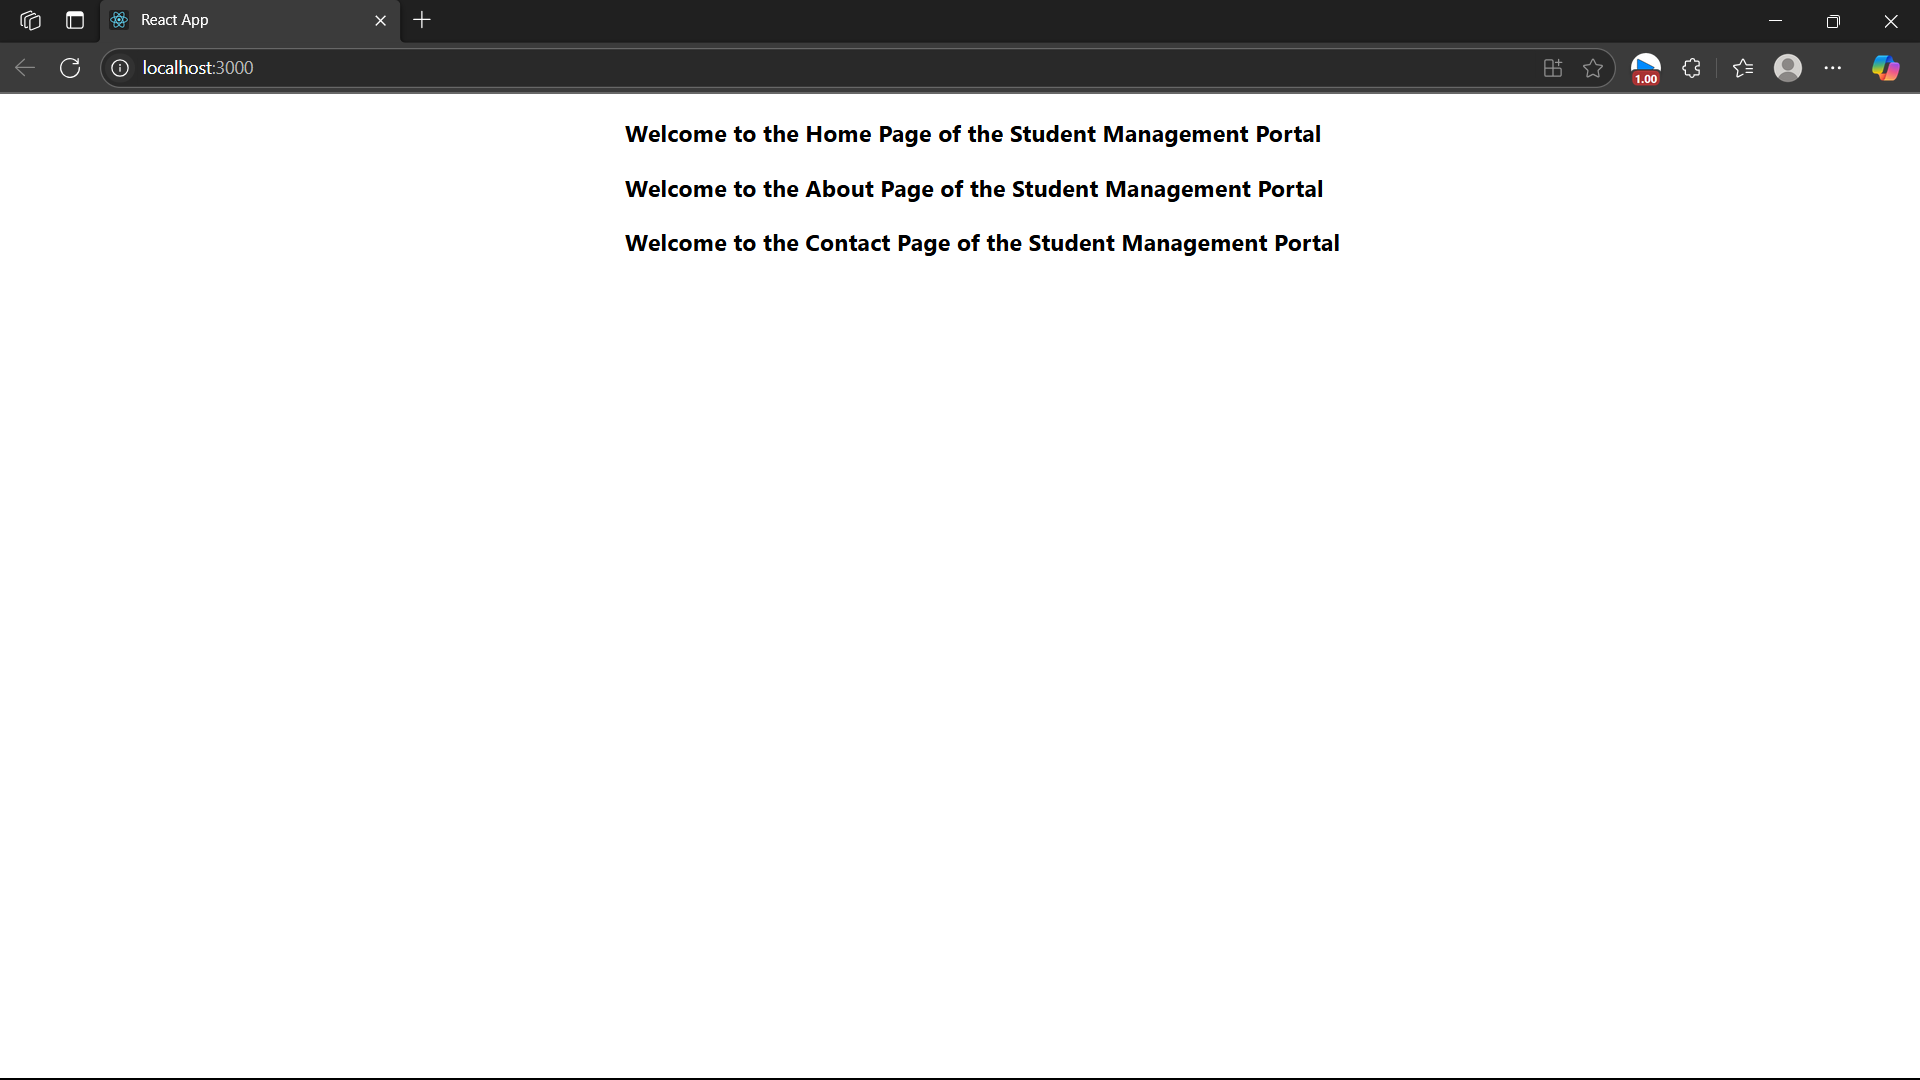 React App
localhost:3000
1.00
Welcome to the Home Page of the Student Management Portal
Welcome to the About Page of the Student Management Portal
Welcome to the Contact Page of the Student Management Portal